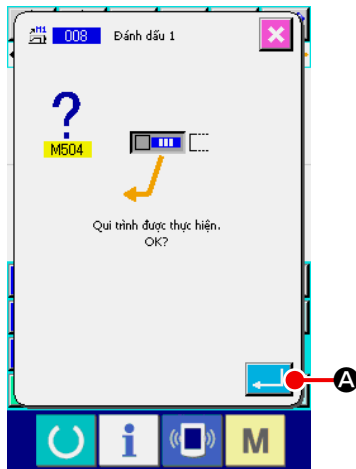 008 Đánh dấu 1
M504
Qui trình được thực hiện.
OK?
A
i
M